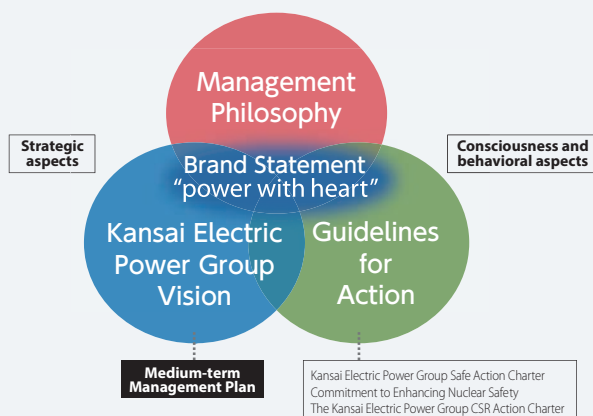 Management
Philosophy
Strategic
aspects
Consciousness and
behavioral aspects
Brand Statement
“power with heart”
Kansai Electric
Power Group
Vision
Guidelines
for
Action
Medium-term
Management Plan
Kansai Electric Power Group Safe Action Charter
Commitment to Enhancing Nuclear Safety
The Kansai Electric Power Group CSR Action Charter